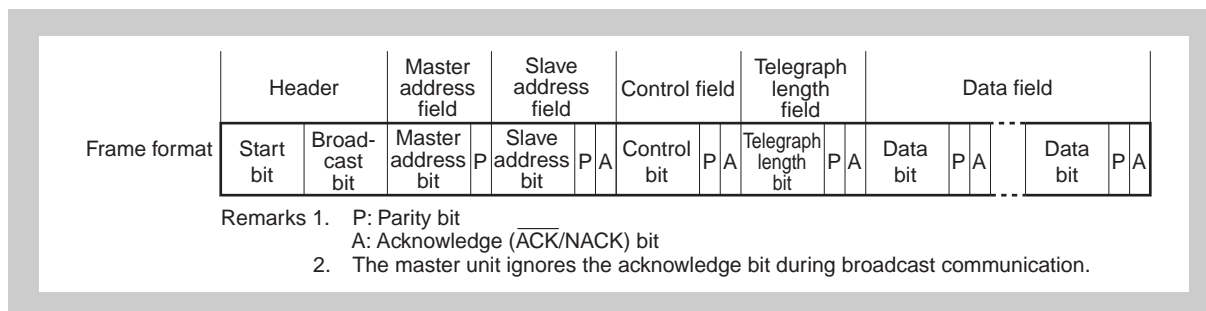 Header
Master address field
Slave address field
Control field
Telegraph length field
Data field
Frame format
Start bit
Broad-cast bit
Master address bit
P
Slave address bit
P
A
Control bit
P
A
Telegraph length bit
P
A
Data bit
P
A
Data bit
P
A
Remarks 1. P: Parity bit
A: Acknowledge (ACK/NACK) bit
2. The master unit ignores the acknowledge bit during broadcast communication.